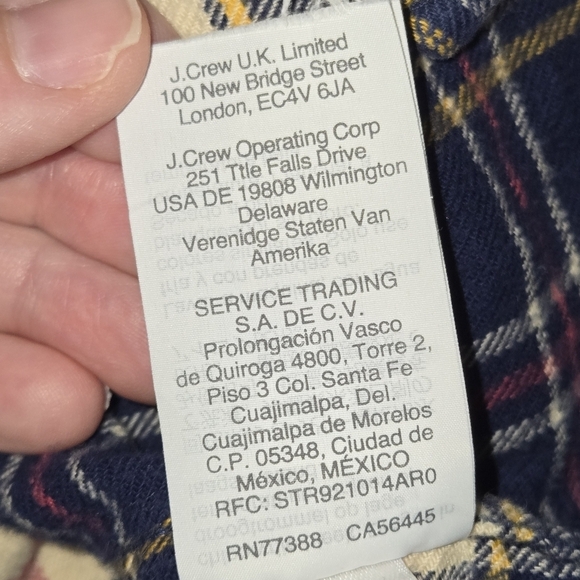 J.Crew U.K. Limited
100 New Bridge Street
London, EC4V 6JA
J.Crew Operating Corp
251 Ttle Falls Drive
USA DE 19808 Wilmington
Delaware
Verenidge Staten Van
Amerika
SERVICE TRADING
S.A. DE C.V.
Prolongación Vasco
de Quiroga 4800, Torre 2,
Piso 3 Col. Santa Fe
Cuajimalpa, Del.
Cuajimalpa de Morelos
C.P. 05348, Ciudad de
México, MÉXICO
RFC: STR921014AR0
RN77388 CA56445